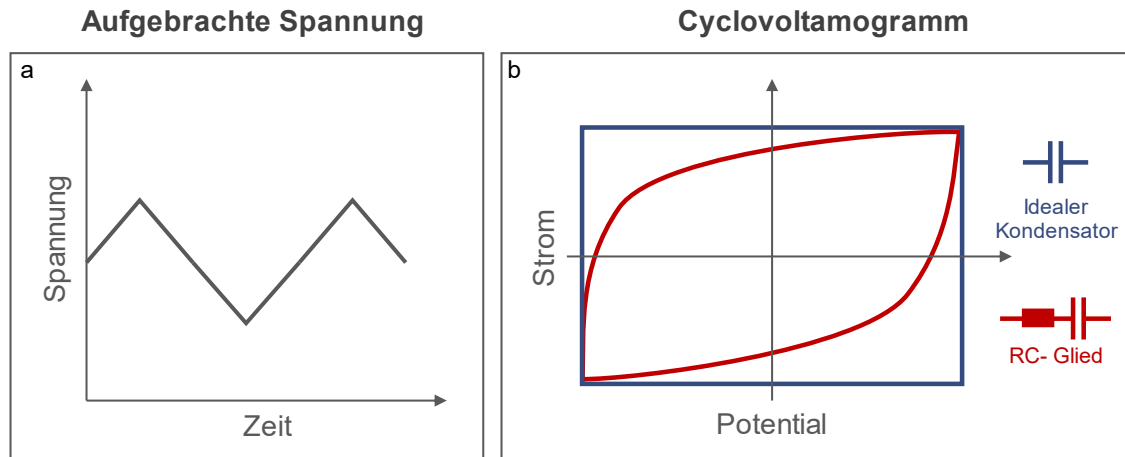 Aufgebrachte Spannung
Cyclovoltamogramm
a
Spannung
Zeit
b
Strom
Potential
Idealer
Kondensator
RC- Glied